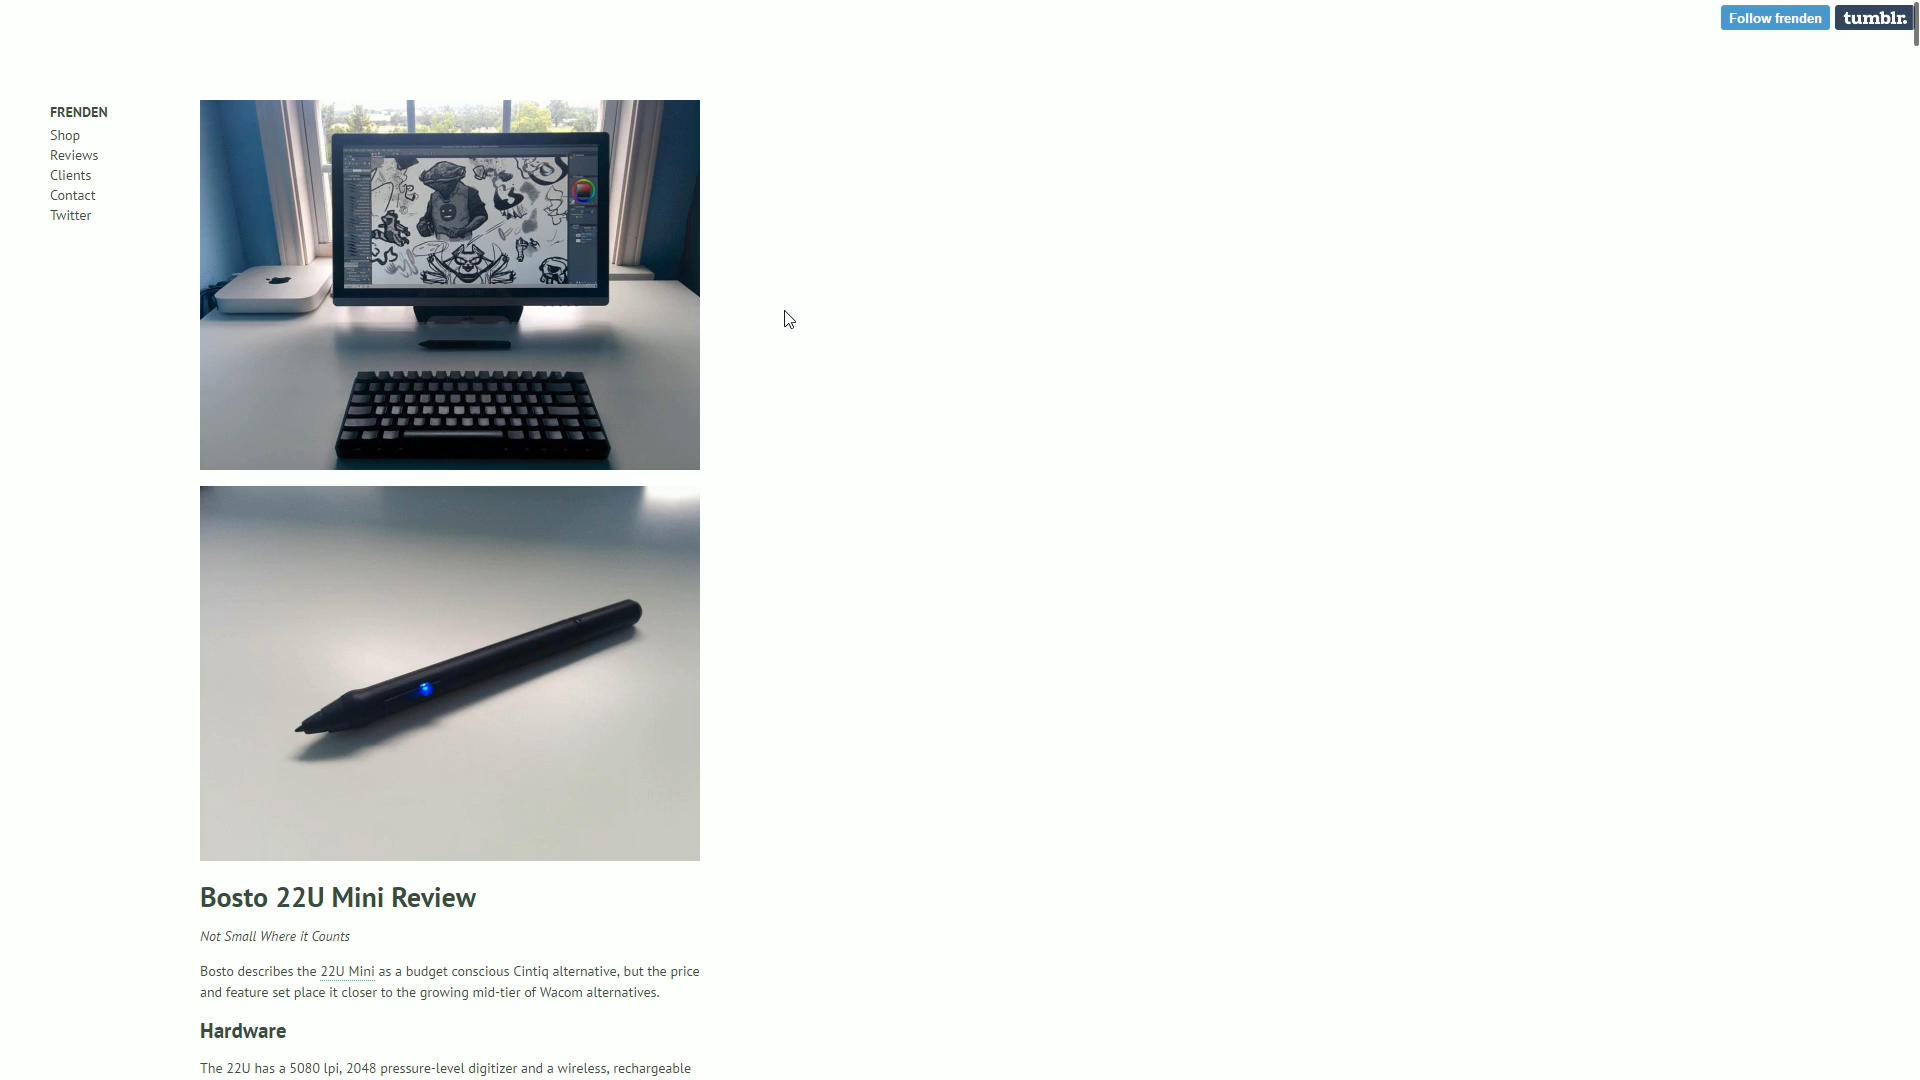 Follow frenden
tumblr.
FRENDEN
Shop
Reviews
Clients
Contact
Twitter
Bosto 22U Mini Review
Not Small Where it Counts
Bosto describes the 22U Mini as a budget conscious Cintiq alternative, but the price
and feature set place it closer to the growing mid-tier of Wacom alternatives.
Hardware
The 22U has a 5080 lpi, 2048 pressure-level digitizer and a wireless, rechargeable